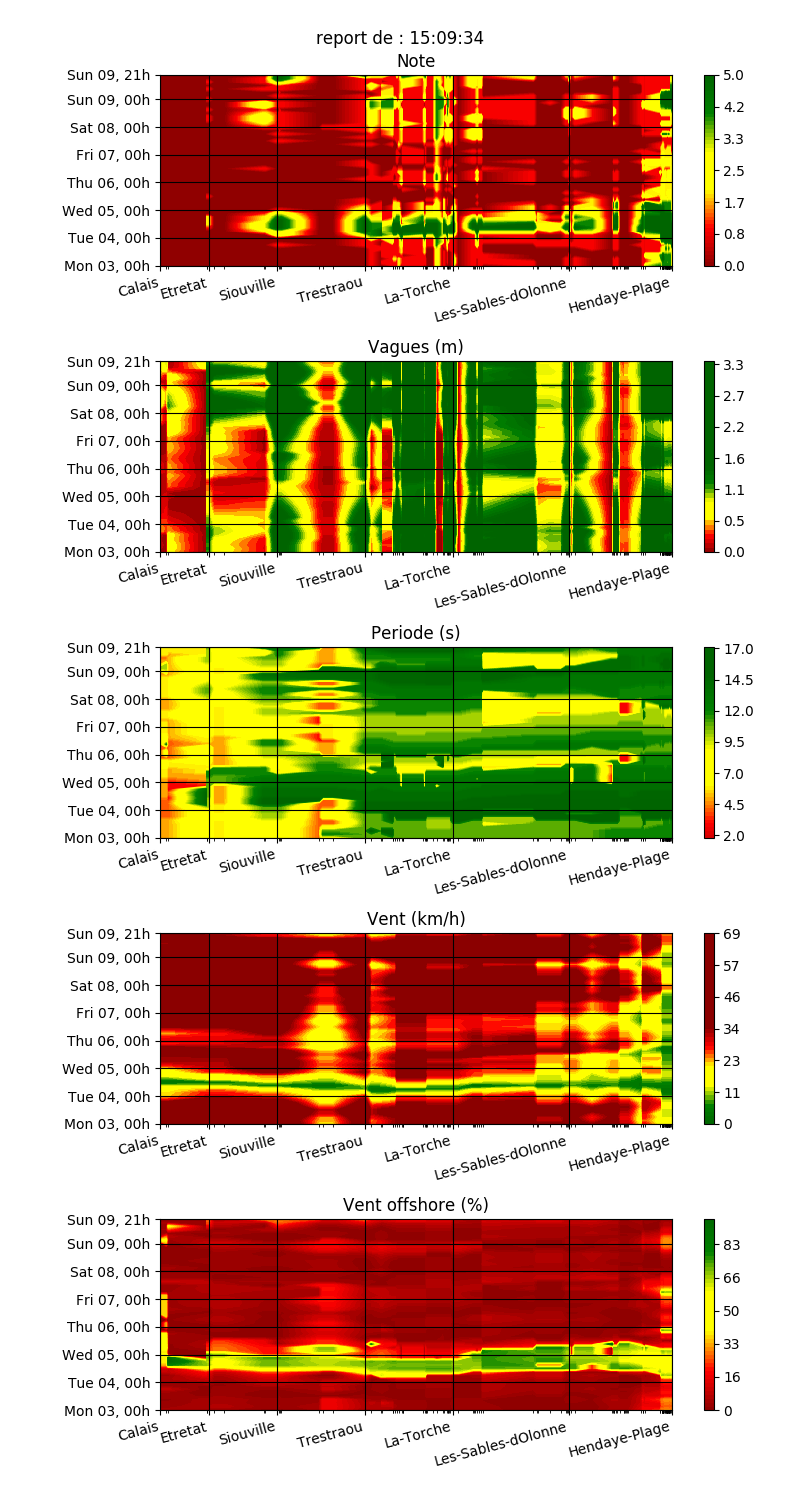 report de : 15:09:34
Note
Sun 09, 21h
Sun 09, 00h
Sat 08, 00h
Fri 07, 00h
Thu 06, 00h
Wed 05, 00h
Tue 04, 00h
Mon 03, 00h
5.0
4.2
3.3
2.5
1.7
0.8
0.0
Calais
Etretat
Siouville
Trestraou
La-Torche
Les-Sables-dOlonne
Hendaye-Plage
Vagues (m)
Sun 09, 21h
Sun 09, 00h
Sat 08, 00h
Fri 07, 00h
Thu 06, 00h
Wed 05, 00h
Tue 04, 00h
Mon 03, 00h
3.3
2.7
2.2
1.6
1.1
0.5
0.0
Calais
Etretat
Siouville
Trestraou
La-Torche
Les-Sables-dOlonne
Hendaye-Plage
Periode (s)
Sun 09, 21h
Sun 09, 00h
Sat 08, 00h
Fri 07, 00h
Thu 06, 00h
Wed 05, 00h
Tue 04, 00h
Mon 03, 00h
17.0
14.5
12.0
9.5
7.0
4.5
2.0
Calais
Etretat
Siouville
Trestraou
La-Torche
Les-Sables-dOlonne
Hendaye-Plage
Vent (km/h)
Sun 09, 21h
Sun 09, 00h
Sat 08, 00h
Fri 07, 00h
Thu 06, 00h
Wed 05, 00h
Tue 04, 00h
Mon 03, 00h
69
57
46
34
23
11
0
Calais
Etretat
Siouville
Trestraou
La-Torche
Les-Sables-dOlonne
Hendaye-Plage
Vent offshore (%)
Sun 09, 21h
Sun 09, 00h
Sat 08, 00h
Fri 07, 00h
Thu 06, 00h
Wed 05, 00h
Tue 04, 00h
Mon 03, 00h
83
66
50
33
16
0
Calais
Etretat
Siouville
Trestraou
La-Torche
Les-Sables-dOlonne
Hendaye-Plage